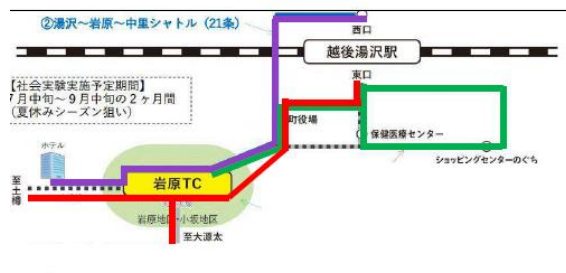 ②湯沢～岩原～中里シャトル（21条）
西口
越後湯沢駅
東口
【社会実験実施予定期間】
7月中旬～9月中旬の2ヶ月間
（夏休みシーズン狙い）
町役場
保健医療センター
ショッピングセンターのぐち
ホテル
岩原TC
至土樽
岩原地区・小坂地区
至大源太